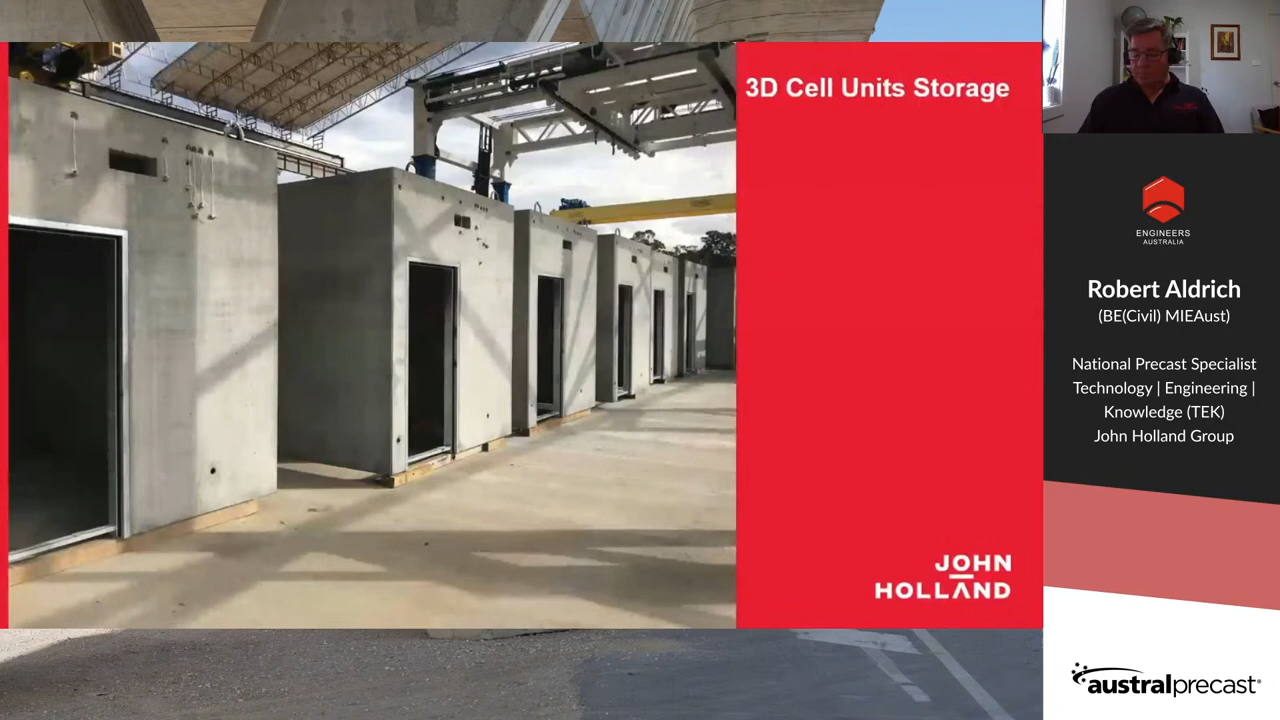 3D Cell Units Storage
JOHN
HOLLAND
ENGINEERS
AUSTRALIA
Robert Aldrich
(BE(Civil) MIEAust)
National Precast Specialist
Technology | Engineering |
Knowledge (TEK)
John Holland Group
australprecast®